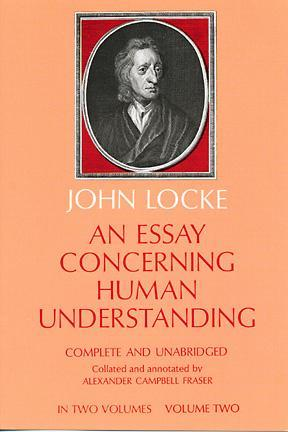 JOHN LOCKE
AN ESSAY
CONCERNING
HUMAN
UNDERSTANDING
COMPLETE AND UNABRIDGED
Collated and annotated by
ALEXANDER CAMPBELL FRASER
IN TWO VOLUMES VOLUME TWO